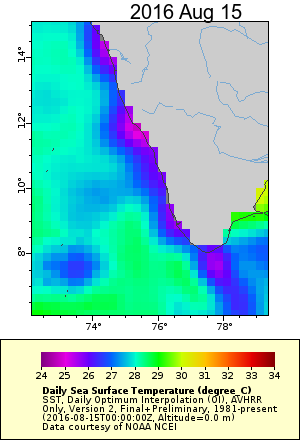 2016 Aug 15
14°
12°
10°
8°
74° 76° 78°
24 25 26 27 28 29 30 31 32 33 34
Daily Sea Surface Temperature (degree_C)
SST, Daily Optimum Interpolation (OI), AVHRR
Only, Version 2, Final+Preliminary, 1981-present
(2016-08-15T00:00:00Z, Altitude=0.0 m)
Data courtesy of NOAA NCEI